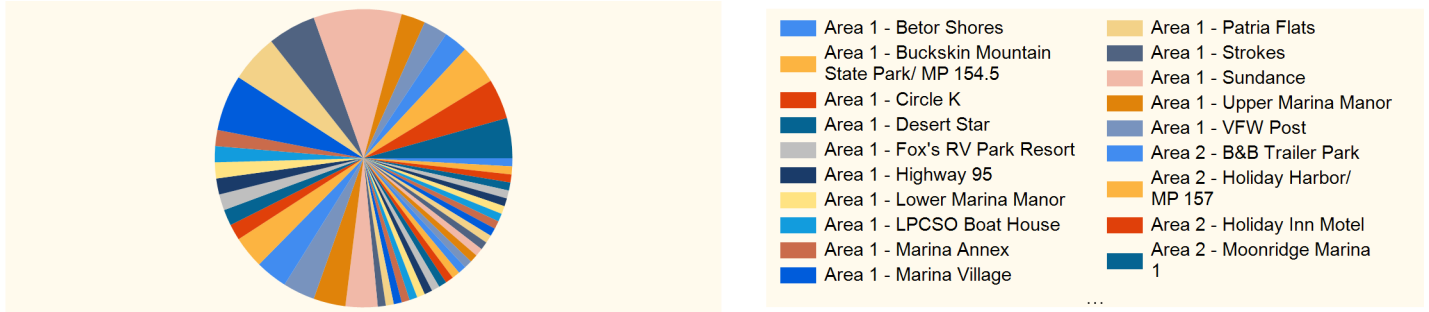 Area 1 - Betor Shores
Area 1 - Buckskin Mountain
State Park/ MP 154.5
Area 1 - Circle K
Area 1 - Desert Star
Area 1 - Fox's RV Park Resort
Area 1 - Highway 95
Area 1 - Lower Marina Manor
Area 1 - LPCSO Boat House
Area 1 - Marina Annex
Area 1 - Marina Village
Area 1 - Patria Flats
Area 1 - Strokes
Area 1 - Sundance
Area 1 - Upper Marina Manor
Area 1 - VFW Post
Area 2 - B&B Trailer Park
Area 2 - Holiday Harbor/
MP 157
Area 2 - Holiday Inn Motel
Area 2 - Moonridge Marina
1
...